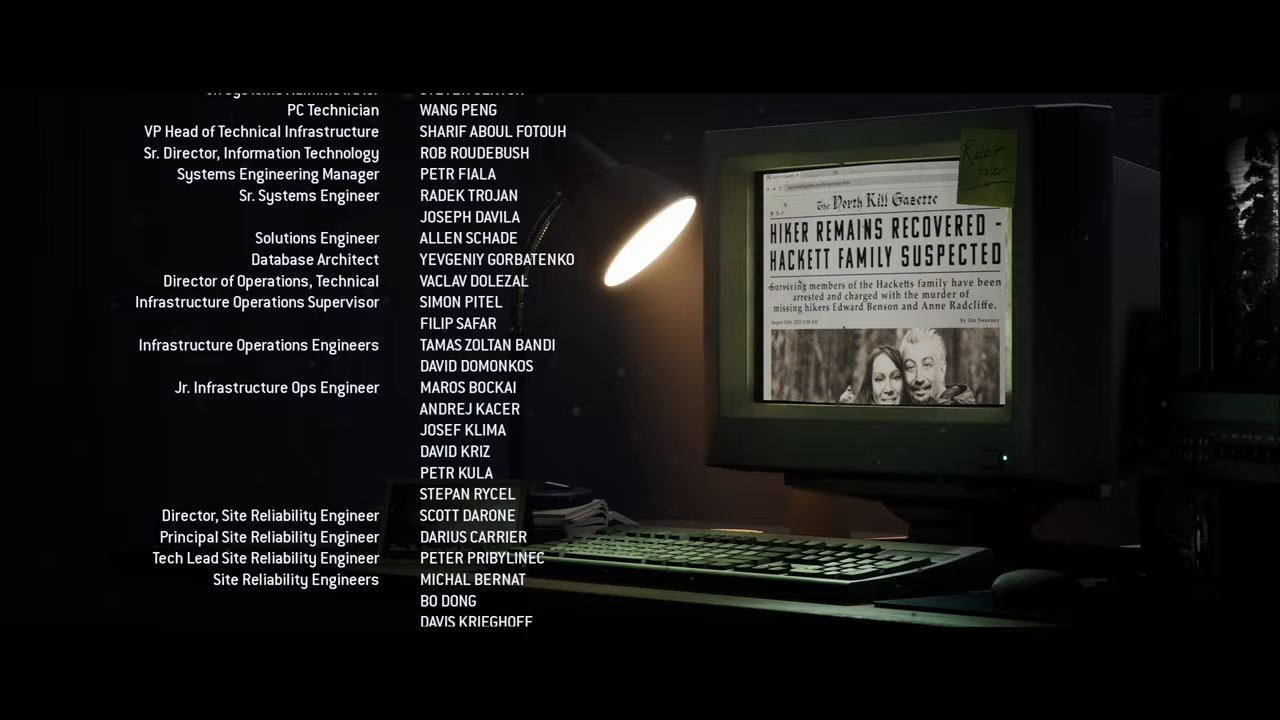 PC Technician WANG PENG
VP Head of Technical Infrastructure SHARIF ABOUL FOTOUH
Sr. Director, Information Technology ROB ROUDEBUSH
Systems Engineering Manager PETR FIALA
Sr. Systems Engineer RADEK TROJAN
JOSEPH DAVILA
Solutions Engineer ALLEN SCHADE
Database Architect YEVGENIY GORBATENKO
Director of Operations, Technical VACLAV DOLEZAL
Infrastructure Operations Supervisor SIMON PITEL
FILIP SAFAR
Infrastructure Operations Engineers TAMAS ZOLTAN BANDI
DAVID DOMONKOS
Jr. Infrastructure Ops Engineer MAROS BOCKAI
ANDREJ KACER
JOSEF KLIMA
DAVID KRIZ
PETR KULA
STEPAN RYCEL
Director, Site Reliability Engineer SCOTT DARONE
Principal Site Reliability Engineer DARIUS CARRIER
Tech Lead Site Reliability Engineer PETER PRIBYLINEC
Site Reliability Engineers MICHAL BERNAT
BO DONG
DAVIS KRIEGHOFF
Rabbit
Hole
The North Kill Gazette
HIKER REMAINS RECOVERED -
HACKETT FAMILY SUSPECTED
Surviving members of the Hacketts family have been
arrested and charged with the murder of
missing hikers Edward Benson and Anne Radcliffe.
By Jim Sweeney